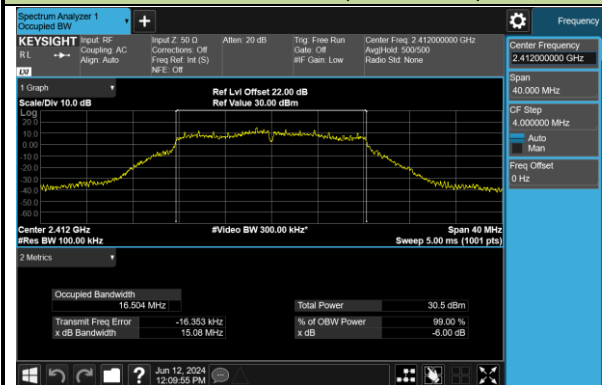 Spectrum Analyzer 1
Occupied BW
+
Frequency
KEYSIGHT
RL
LXI
Input: RF
Coupling: AC
Align: Auto
Input Z: 50 Ω
Corrections: Off
Freq Ref: Int (S)
NFE: Off
Atten: 20 dB
Trig: Free Run
Gate: Off
#IF Gain: Low
Center Freq: 2.412000000 GHz
Avg|Hold: 500/500
Radio Std: None
Center Frequency
2.412000000 GHz
Span
40.000 MHz
CF Step
4.000000 MHz
Auto
Man
Freq Offset
0 Hz
1 Graph
Scale/Div 10.0 dB
Ref Lvl Offset 22.00 dB
Ref Value 30.00 dBm
Log
20.0
10.0
0.00
-10.0
-20.0
-30.0
-40.0
-50.0
-60.0
Center 2.412 GHz
#Res BW 100.00 kHz
#Video BW 300.00 kHz*
Span 40 MHz
Sweep 5.00 ms (1001 pts)
2 Metrics
Occupied Bandwidth
16.504 MHz
Total Power 30.5 dBm
Transmit Freq Error -16.353 kHz
% of OBW Power 99.00 %
x dB Bandwidth 15.08 MHz
x dB -6.00 dB
?
Jun 12, 2024
12:09:55 PM